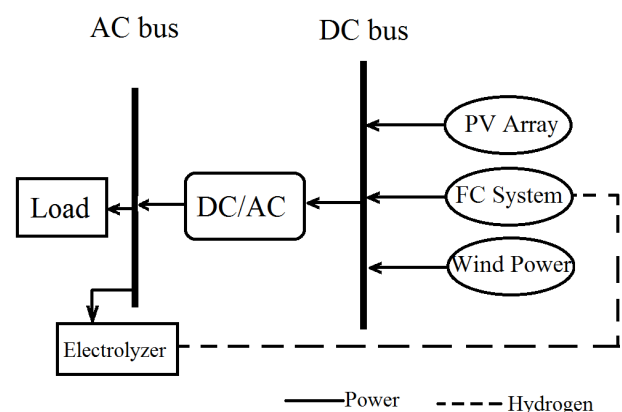 AC bus
DC bus
PV Array
Load
DC/AC
FC System
Wind Power
Electrolyzer
Power
Hydrogen